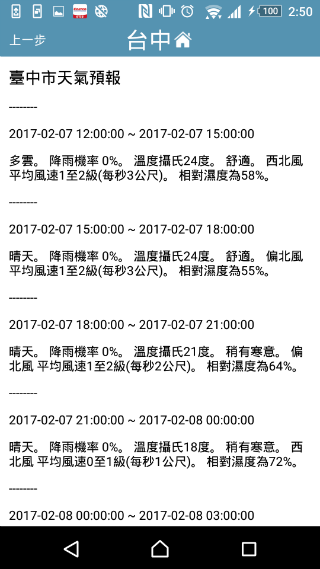 100 2:50
上一步 台中
臺中市天氣預報
--------
2017-02-07 12:00:00 ~ 2017-02-07 15:00:00
多雲。 降雨機率 0%。 溫度攝氏24度。 舒適。 西北風
平均風速1至2級(每秒3公尺)。 相對濕度為58%。
--------
2017-02-07 15:00:00 ~ 2017-02-07 18:00:00
晴天。 降雨機率 0%。 溫度攝氏24度。 舒適。 偏北風
平均風速1至2級(每秒3公尺)。 相對濕度為55%。
--------
2017-02-07 18:00:00 ~ 2017-02-07 21:00:00
晴天。 降雨機率 0%。 溫度攝氏21度。 稍有寒意。 偏
北風 平均風速1至2級(每秒2公尺)。 相對濕度為64%。
--------
2017-02-07 21:00:00 ~ 2017-02-08 00:00:00
晴天。 降雨機率 0%。 溫度攝氏18度。 稍有寒意。 西
北風 平均風速0至1級(每秒1公尺)。 相對濕度為72%。
--------
2017-02-08 00:00:00 ~ 2017-02-08 03:00:00